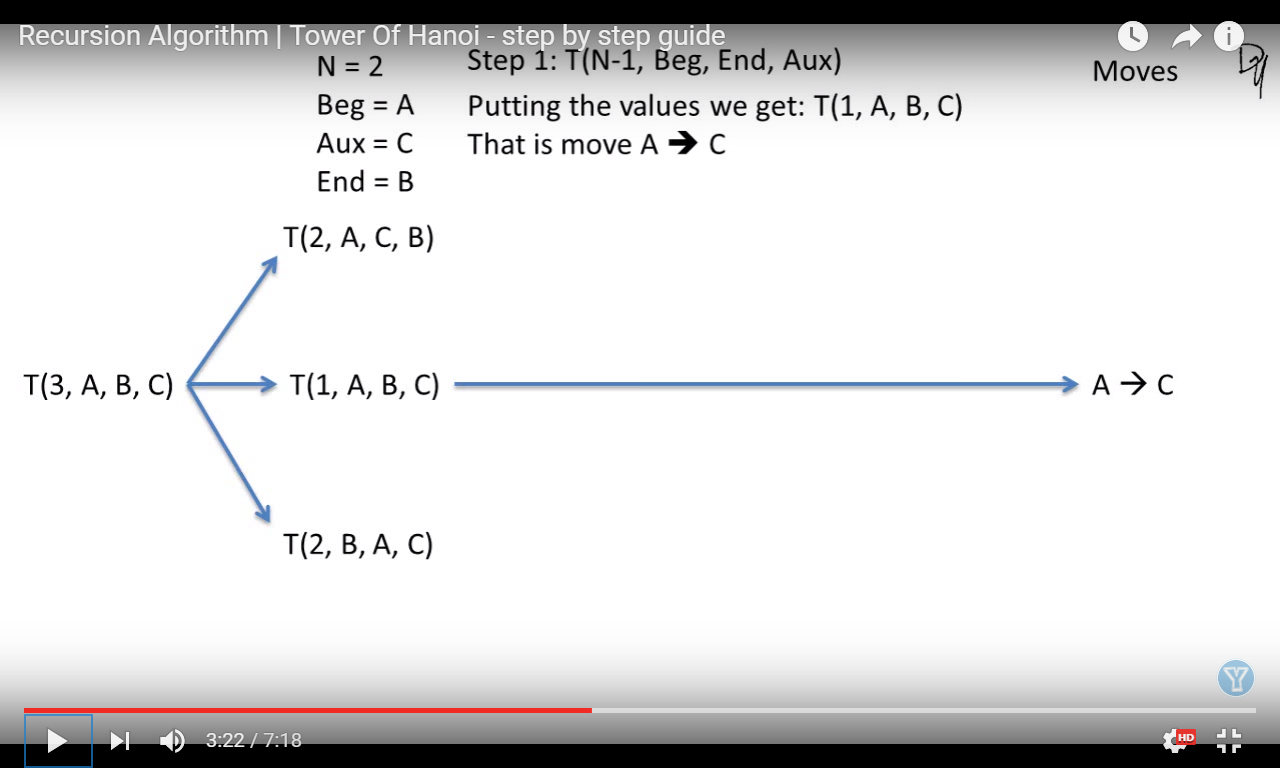 Recursion Algorithm | Tower Of Hanoi - step by step guide
N = 2
Beg = A
Aux = C
End = B
Step 1: T(N-1, Beg, End, Aux)
Putting the values we get: T(1, A, B, C)
That is move A ➔ C
Moves
T(2, A, C, B)
T(3, A, B, C)
T(1, A, B, C)
A → C
T(2, B, A, C)
Y
3:22 / 7:18
HD